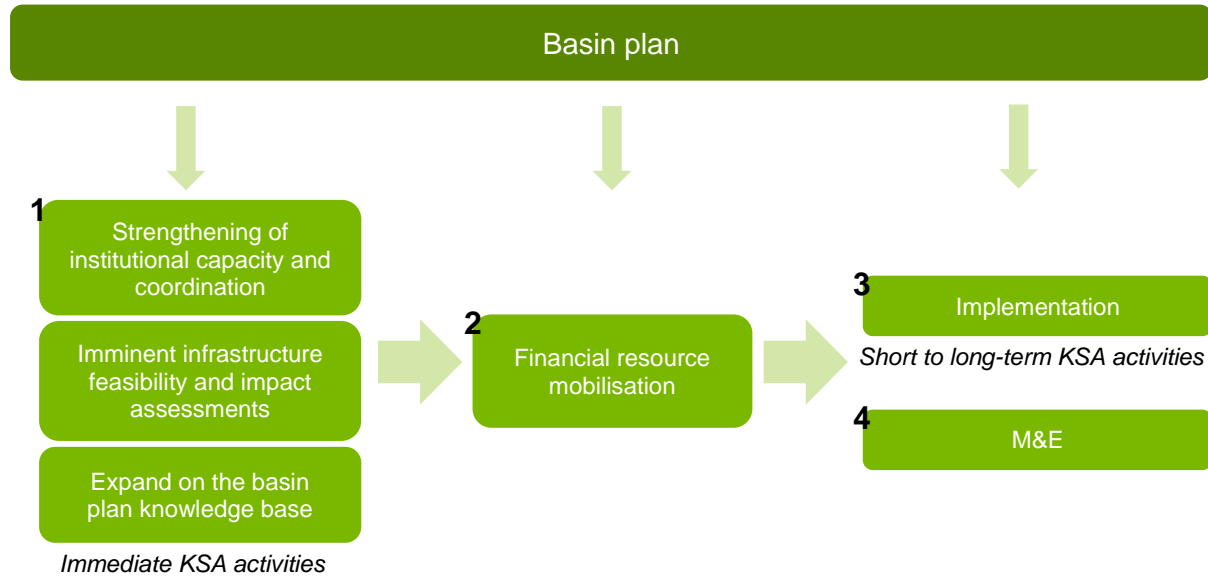 Basin plan
1
Strengthening of
institutional capacity and
coordination
Imminent infrastructure
feasibility and impact
assessments
Expand on the basin
plan knowledge base
Immediate KSA activities
2
Financial resource
mobilisation
3
Implementation
Short to long-term KSA activities
4
M&E